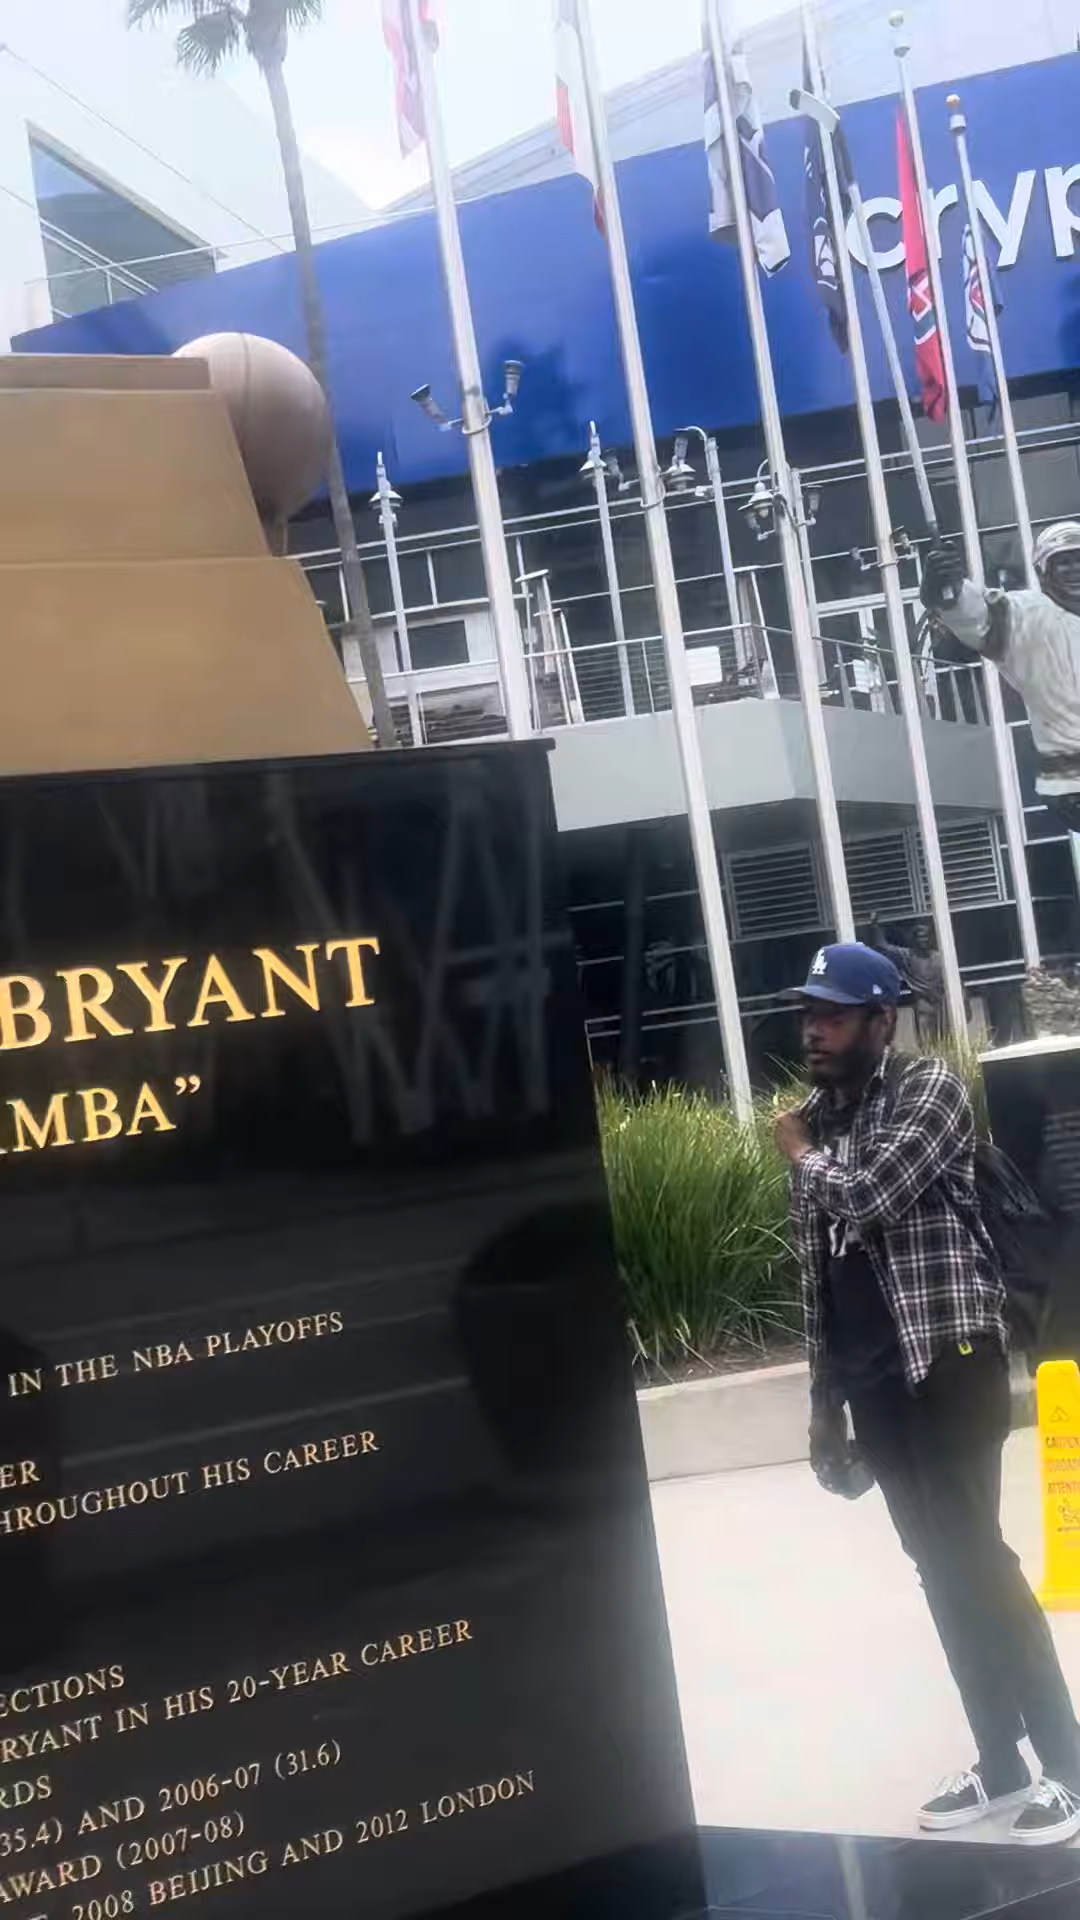 cryp
LA
BRYANT
AMBA”
IN THE NBA PLAYOFFS
ER
HROUGHOUT HIS CAREER
ECTIONS
RYANT IN HIS 20-YEAR CAREER
RDS
35.4) AND 2006-07 (31.6)
AWARD (2007-08)
2008 BEIJING AND 2012 LONDON